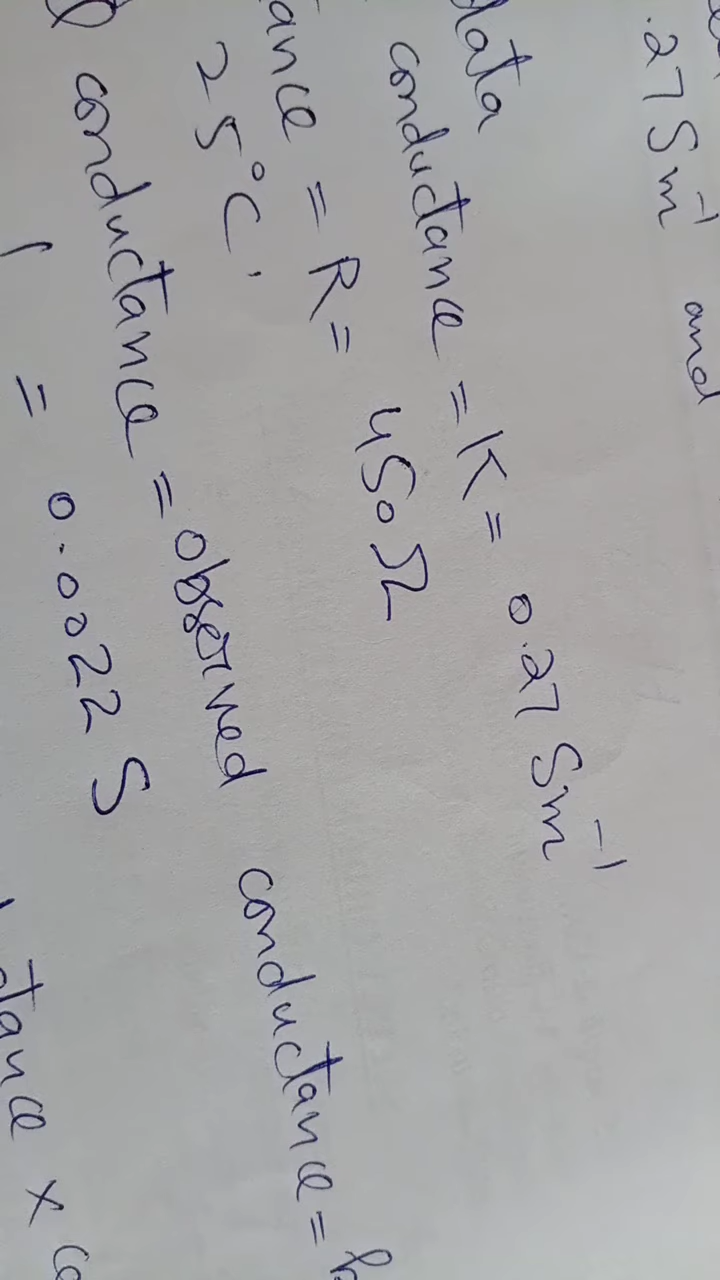 .27 Sm⁻¹ and
data
conductance = K = 0.27 Sm⁻¹
ance = R = 450 Ω
25°C.
conductance = observed conductance =
= 0.0022 S
tance ×